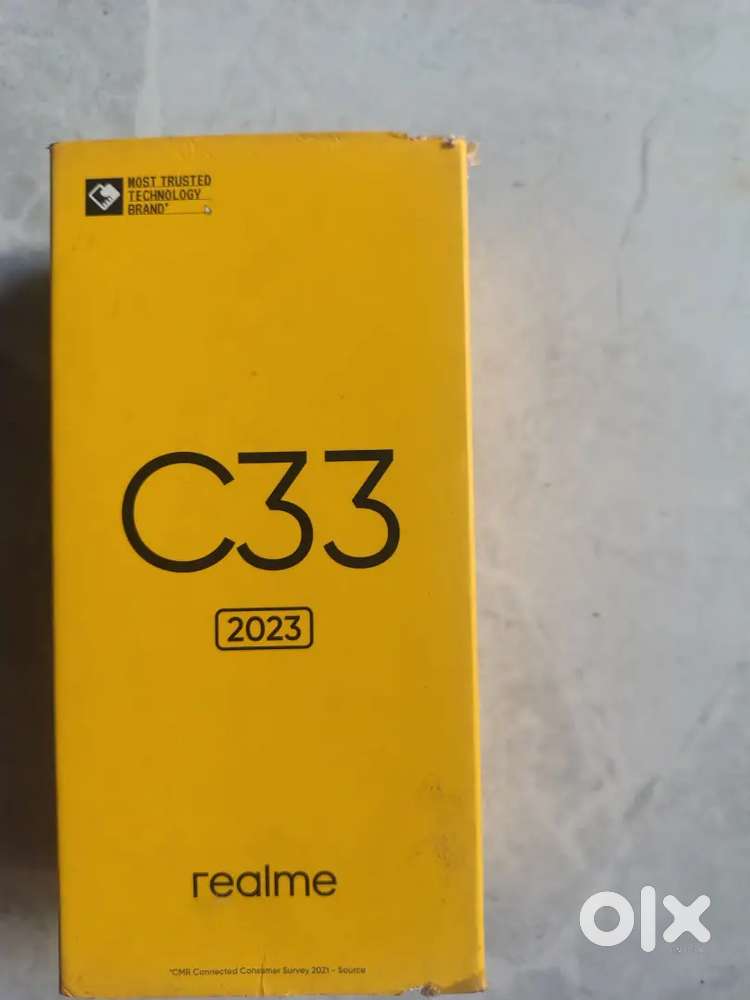 MOST TRUSTED
TECHNOLOGY
BRAND*
C33
2023
realme
*CMR Connected Consumer Survey 2021 - Source
olx